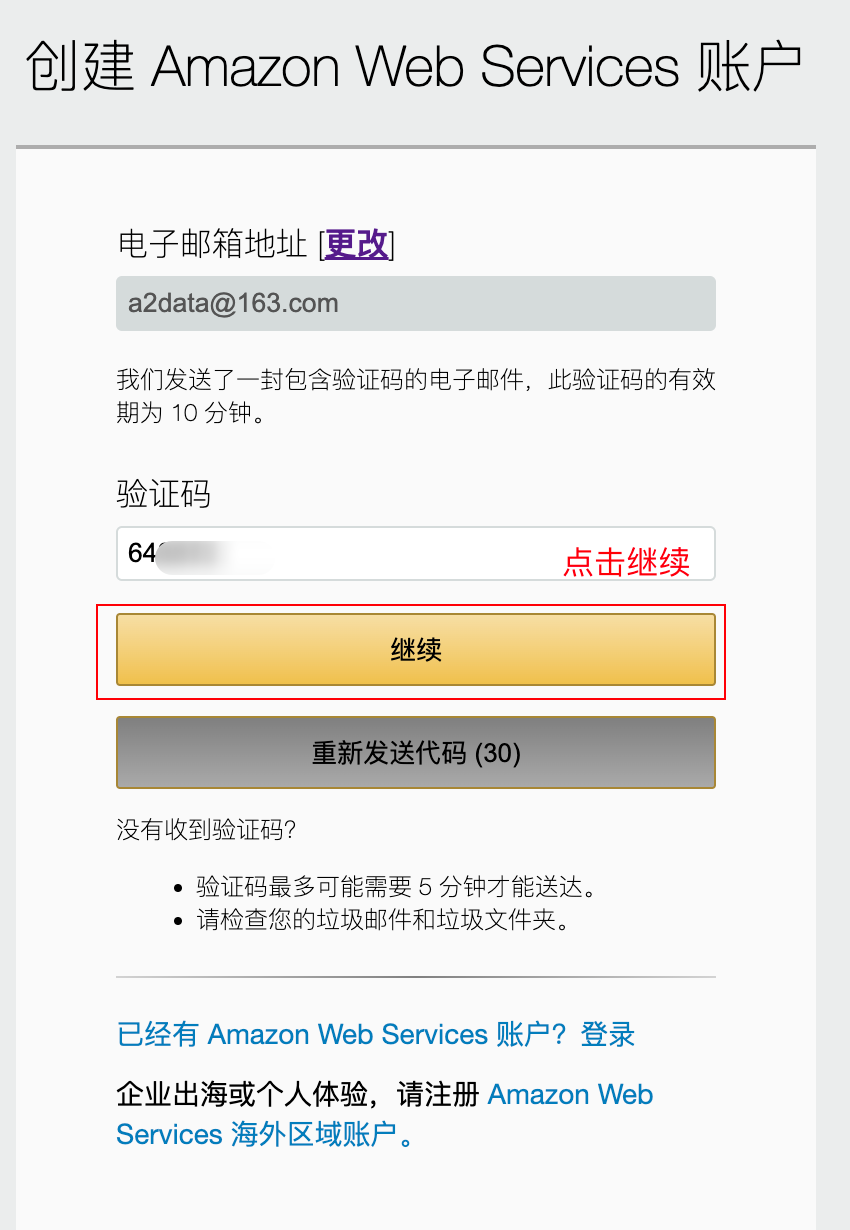 创建 Amazon Web Services 账户
电子邮箱地址 [更改]
a2data@163.com
我们发送了一封包含验证码的电子邮件，此验证码的有效
期为 10 分钟。
验证码
64
点击继续
继续
重新发送代码 (30)
没有收到验证码？
• 验证码最多可能需要 5 分钟才能送达。
• 请检查您的垃圾邮件和垃圾文件夹。
已经有 Amazon Web Services 账户？登录
企业出海或个人体验，请注册 Amazon Web
Services 海外区域账户。